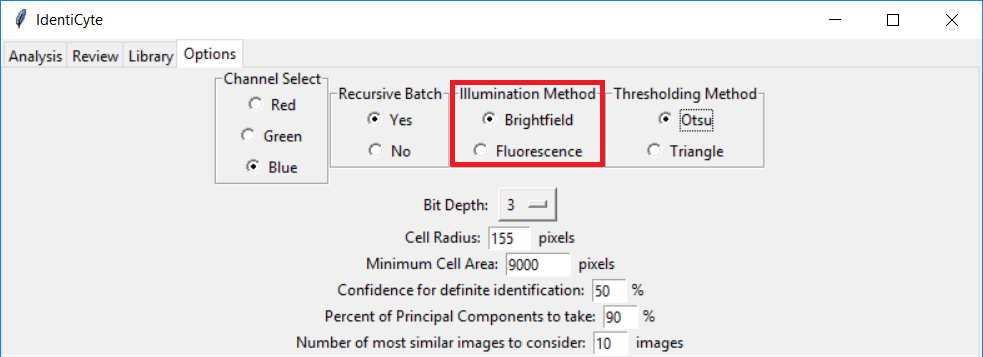 IdentiCyte
Analysis Review Library Options
Channel Select
Red
Green
Blue
Recursive Batch
Yes
No
Illumination Method
Brightfield
Fluorescence
Thresholding Method
Otsu
Triangle
Bit Depth: 3
Cell Radius: 155 pixels
Minimum Cell Area: 9000 pixels
Confidence for definite identification: 50 %
Percent of Principal Components to take: 90 %
Number of most similar images to consider: 10 images